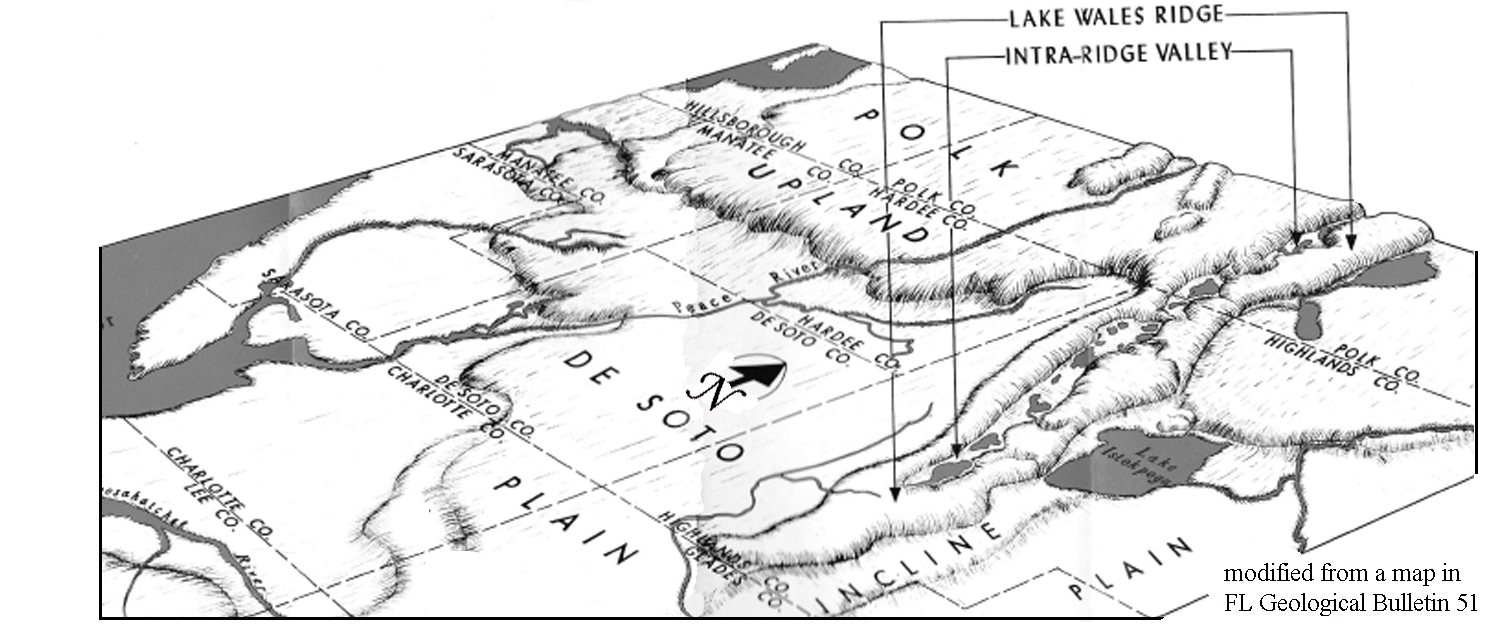 LAKE WALES RIDGE
INTRA-RIDGE VALLEY
POLK
UPLAND
HILLSBOROUGH CO.
MANATEE CO.
POLK CO.
HARDEE CO.
MANATEE CO.
SARASOTA CO.
SARASOTA CO.
Peace River
HARDEE CO.
DE SOTO CO.
DE SOTO CO.
CHARLOTTE CO.
DE SOTO
PLAIN
N
POLK CO.
HIGHLANDS CO.
Lake
Istokpoga
CHARLOTTE CO.
LEE CO.
River
HIGHLANDS CO.
GLADES CO.
INCLINE
PLAIN
modified from a map in
FL Geological Bulletin 51